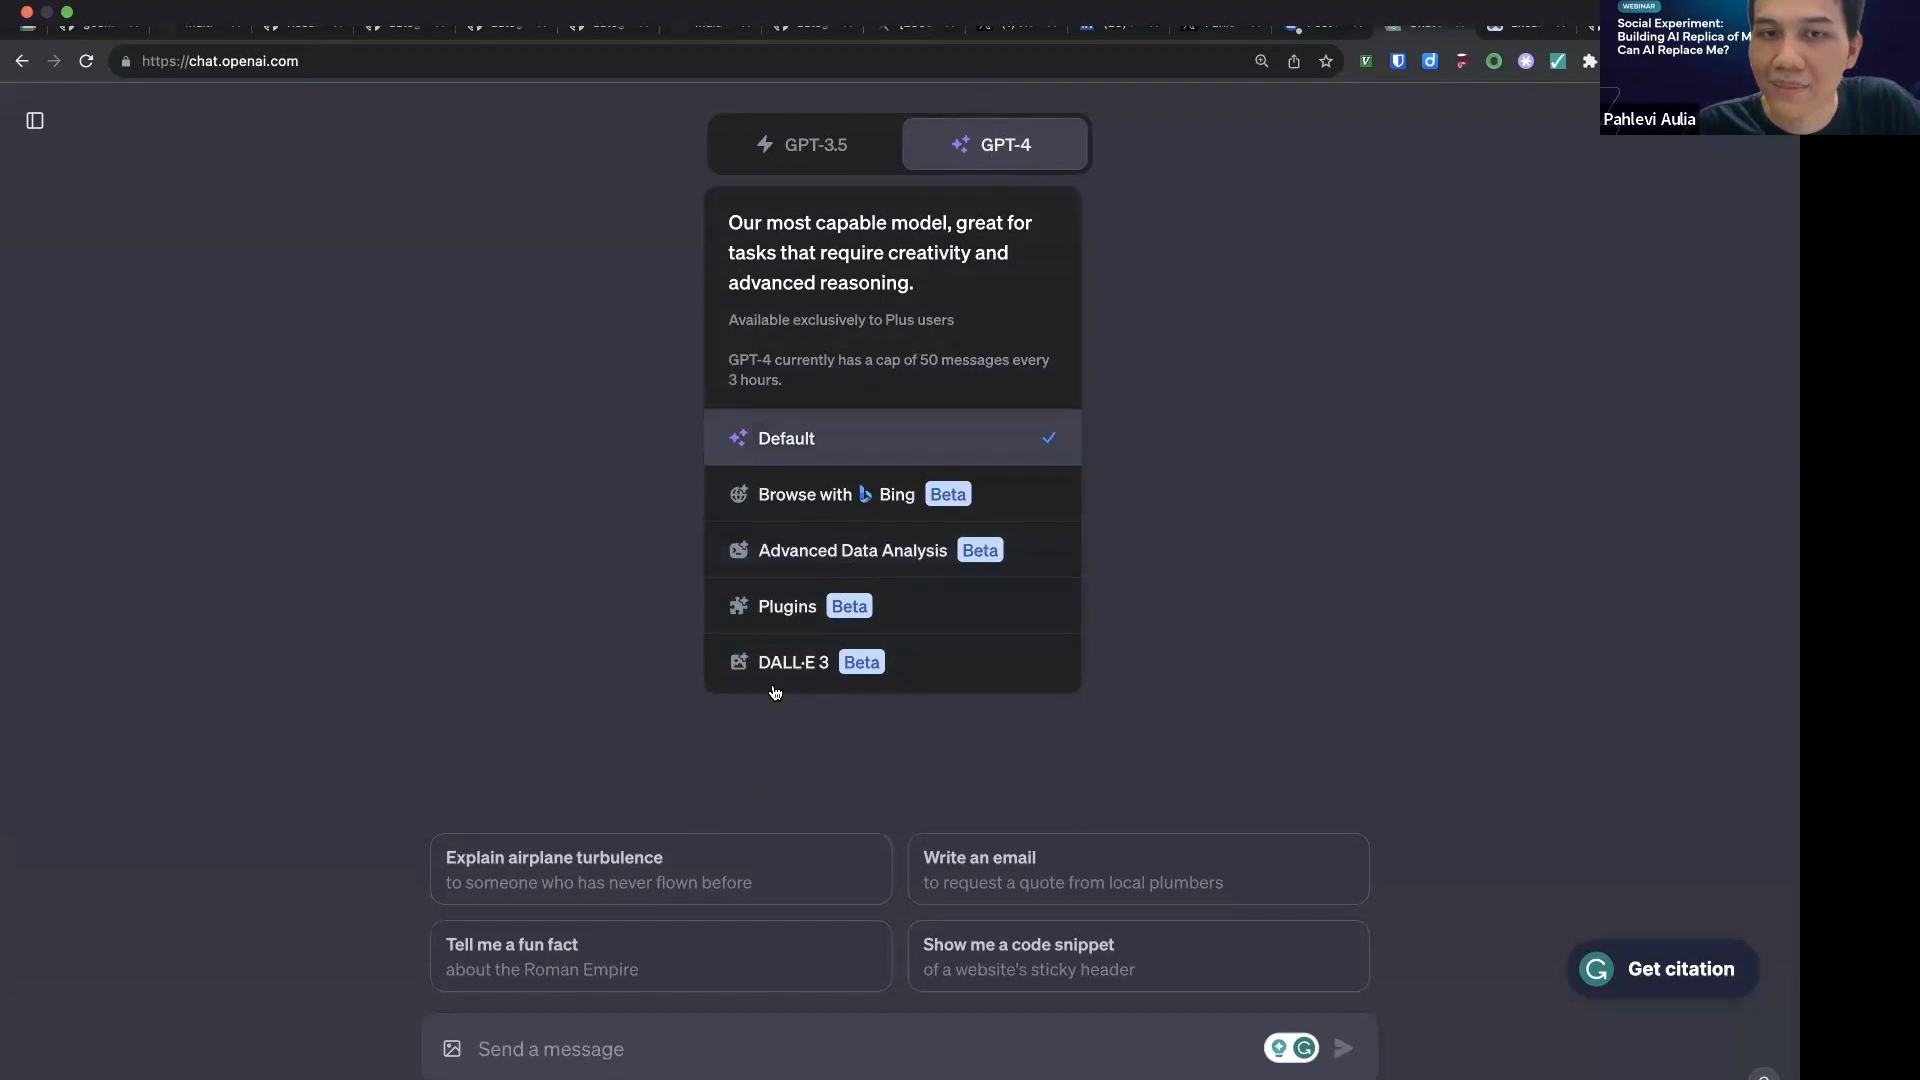 WEBINAR
Social Experiment:
Building AI Replica of M
Can AI Replace Me?
Pahlevi Aulia
https://chat.openai.com
GPT-3.5
GPT-4
Our most capable model, great for
tasks that require creativity and
advanced reasoning.
Available exclusively to Plus users
GPT-4 currently has a cap of 50 messages every
3 hours.
Default
Browse with Bing Beta
Advanced Data Analysis Beta
Plugins Beta
DALL·E 3 Beta
Explain airplane turbulence
to someone who has never flown before
Write an email
to request a quote from local plumbers
Tell me a fun fact
about the Roman Empire
Show me a code snippet
of a website's sticky header
Get citation
Send a message